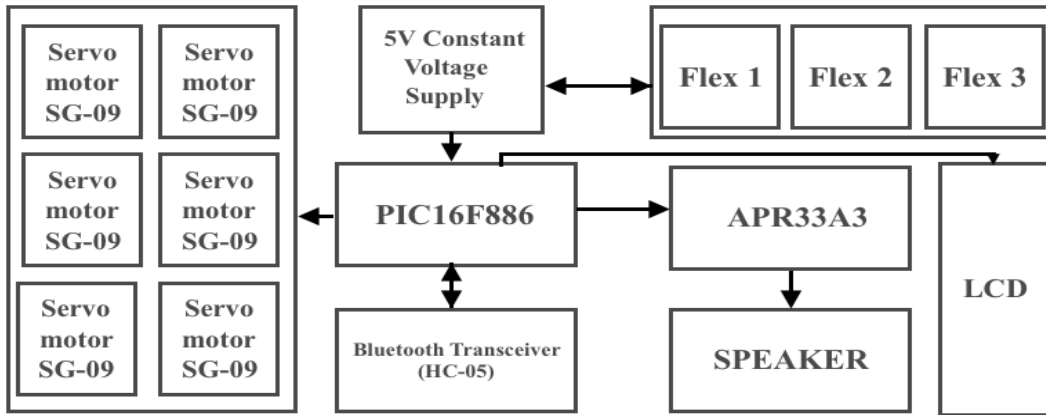 Servo
motor
SG-09
Servo
motor
SG-09
Servo
motor
SG-09
Servo
motor
SG-09
Servo
motor
SG-09
Servo
motor
SG-09
5V Constant
Voltage
Supply
Flex 1
Flex 2
Flex 3
PIC16F886
APR33A3
LCD
Bluetooth Transceiver
(HC-05)
SPEAKER